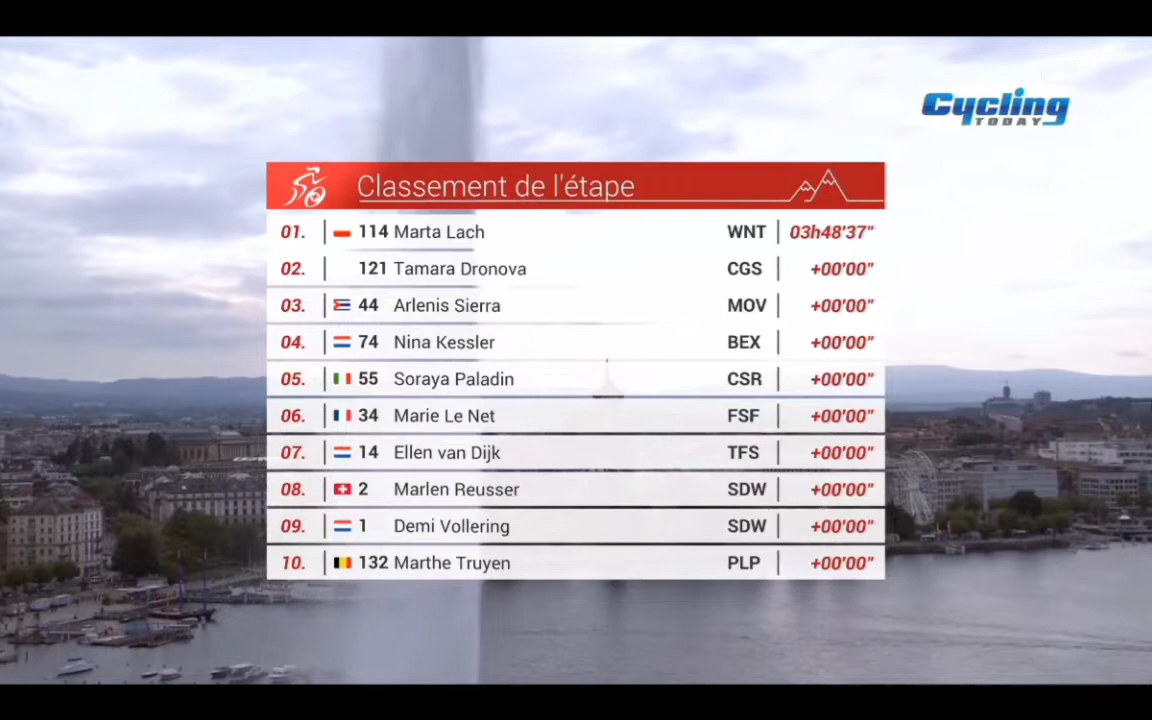 Cycling
TODAY
Classement de l'étape
01. 114 Marta Lach WNT 03h48'37"
02. 121 Tamara Dronova CGS +00'00"
03. 44 Arlenis Sierra MOV +00'00"
04. 74 Nina Kessler BEX +00'00"
05. 55 Soraya Paladin CSR +00'00"
06. 34 Marie Le Net FSF +00'00"
07. 14 Ellen van Dijk TFS +00'00"
08. 2 Marlen Reusser SDW +00'00"
09. 1 Demi Vollering SDW +00'00"
10. 132 Marthe Truyen PLP +00'00"